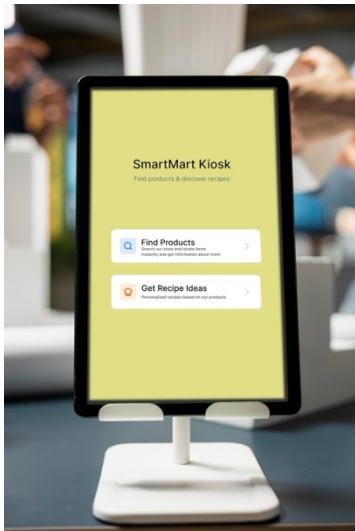 SmartMart Kiosk
Find products & discover recipes
Find Products
Search our store and locate items
instantly and get information about them
Get Recipe Ideas
Personalized recipes based on our products